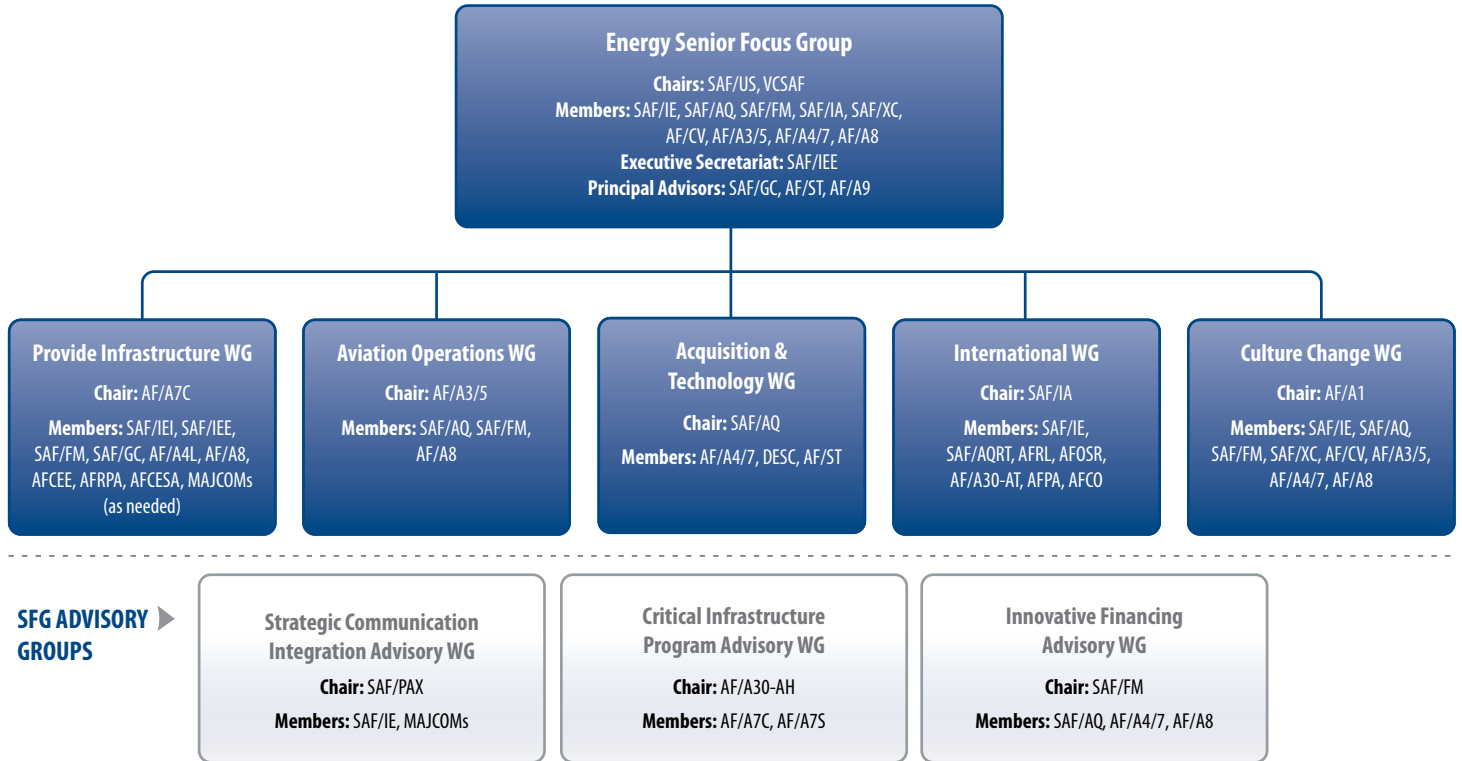 Energy Senior Focus Group
Chairs: SAF/US, VCSAF
Members: SAF/IE, SAF/AQ, SAF/FM, SAF/IA, SAF/XC,
AF/CV, AF/A3/5, AF/A4/7, AF/A8
Executive Secretariat: SAF/IEE
Principal Advisors: SAF/GC, AF/ST, AF/A9
Provide Infrastructure WG
Chair: AF/A7C
Members: SAF/IEI, SAF/IEE,
SAF/FM, SAF/GC, AF/A4L, AF/A8,
AFCEE, AFRPA, AFCESA, MAJCOMs
(as needed)
Aviation Operations WG
Chair: AF/A3/5
Members: SAF/AQ, SAF/FM,
AF/A8
Acquisition &
Technology WG
Chair: SAF/AQ
Members: AF/A4/7, DESC, AF/ST
International WG
Chair: SAF/IA
Members: SAF/IE,
SAF/AQRT, AFRL, AFOSR,
AF/A30-AT, AFPA, AFCO
Culture Change WG
Chair: AF/A1
Members: SAF/IE, SAF/AQ,
SAF/FM, SAF/XC, AF/CV, AF/A3/5,
AF/A4/7, AF/A8
SFG ADVISORY
GROUPS
Strategic Communication
Integration Advisory WG
Chair: SAF/PAX
Members: SAF/IE, MAJCOMs
Critical Infrastructure
Program Advisory WG
Chair: AF/A30-AH
Members: AF/A7C, AF/A7S
Innovative Financing
Advisory WG
Chair: SAF/FM
Members: SAF/AQ, AF/A4/7, AF/A8